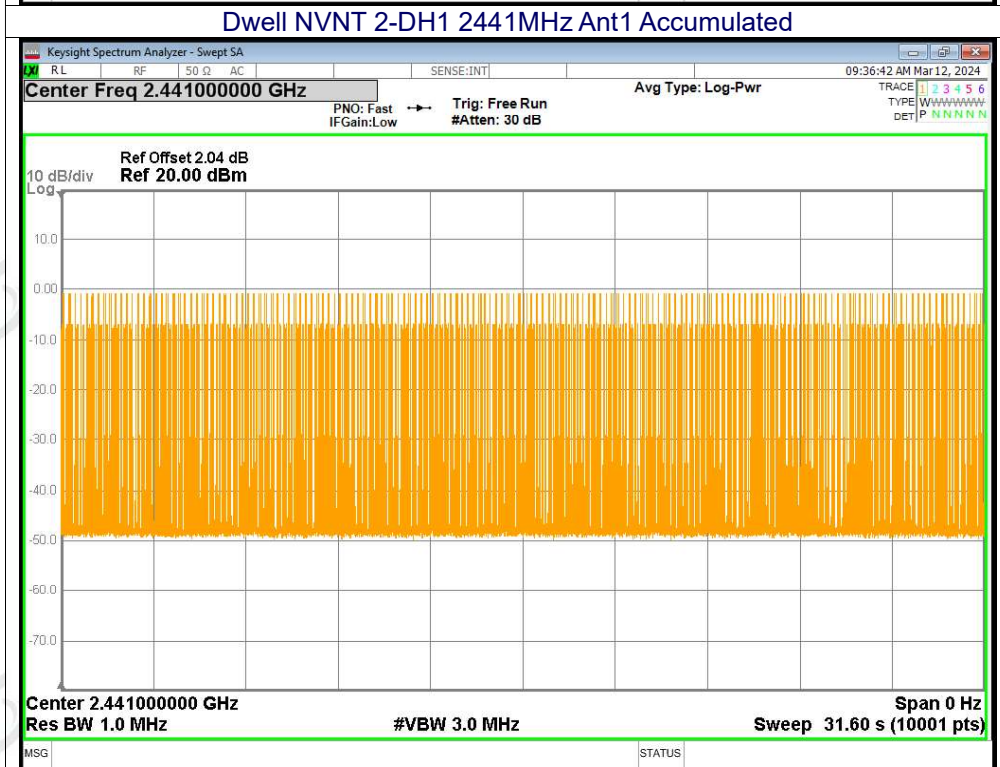 Dwell NVNT 2-DH1 2441MHz Ant1 Accumulated
Keysight Spectrum Analyzer - Swept SA
LXI RL RF 50 Ω AC SENSE:INT 09:36:42 AM Mar 12, 2024
Center Freq 2.441000000 GHz Avg Type: Log-Pwr TRACE 1 2 3 4 5 6
PNO: Fast Trig: Free Run TYPE WWWWWW
IFGain:Low #Atten: 30 dB DET P N N N N N
Ref Offset 2.04 dB
10 dB/div Ref 20.00 dBm
Log
10.0
0.00
-10.0
-20.0
-30.0
-40.0
-50.0
-60.0
-70.0
Center 2.441000000 GHz Span 0 Hz
Res BW 1.0 MHz #VBW 3.0 MHz Sweep 31.60 s (10001 pts)
MSG STATUS